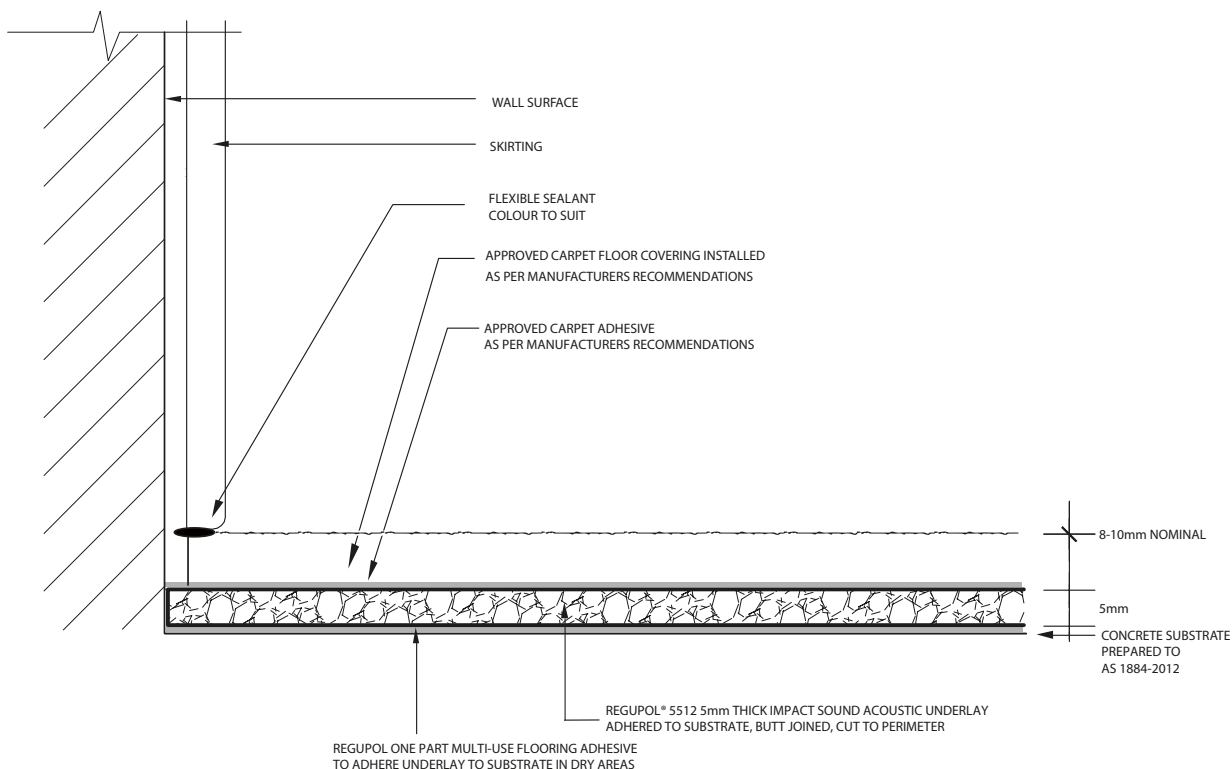 WALL SURFACE
SKIRTING
FLEXIBLE SEALANT
COLOUR TO SUIT
APPROVED CARPET FLOOR COVERING INSTALLED
AS PER MANUFACTURERS RECOMMENDATIONS
APPROVED CARPET ADHESIVE
AS PER MANUFACTURERS RECOMMENDATIONS
8-10mm NOMINAL
5mm
CONCRETE SUBSTRATE
PREPARED TO
AS 1884-2012
REGUPOL® 5512 5mm THICK IMPACT SOUND ACOUSTIC UNDERLAY
ADHERED TO SUBSTRATE, BUTT JOINED, CUT TO PERIMETER
REGUPOL ONE PART MULTI-USE FLOORING ADHESIVE
TO ADHERE UNDERLAY TO SUBSTRATE IN DRY AREAS